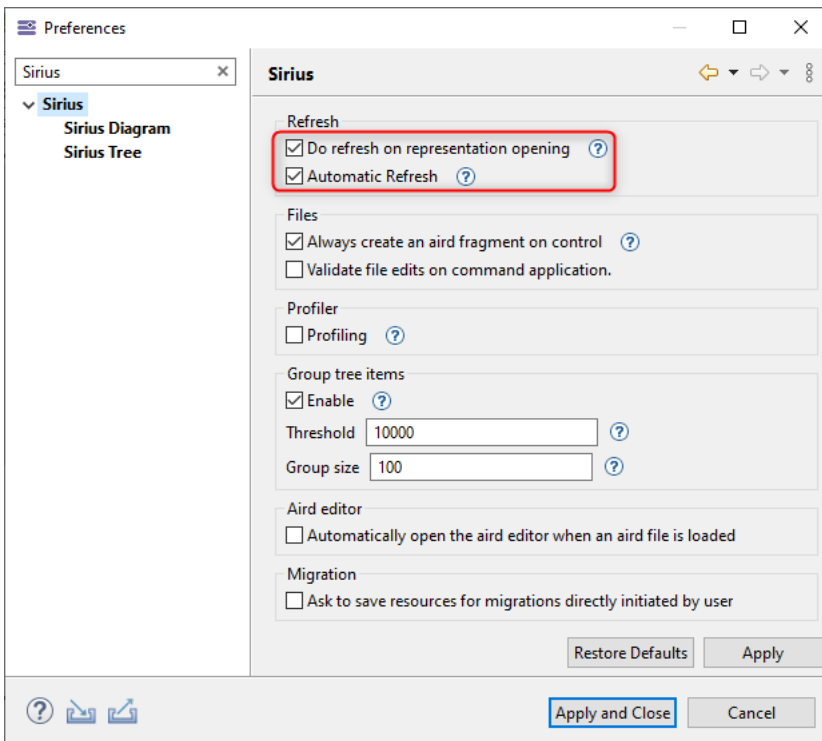 Preferences
Sirius
Sirius
Sirius Diagram
Sirius Tree
Sirius
Refresh
Do refresh on representation opening
Automatic Refresh
Files
Always create an aird fragment on control
Validate file edits on command application.
Profiler
Profiling
Group tree items
Enable
Threshold 10000
Group size 100
Aird editor
Automatically open the aird editor when an aird file is loaded
Migration
Ask to save resources for migrations directly initiated by user
Restore Defaults Apply
Apply and Close Cancel